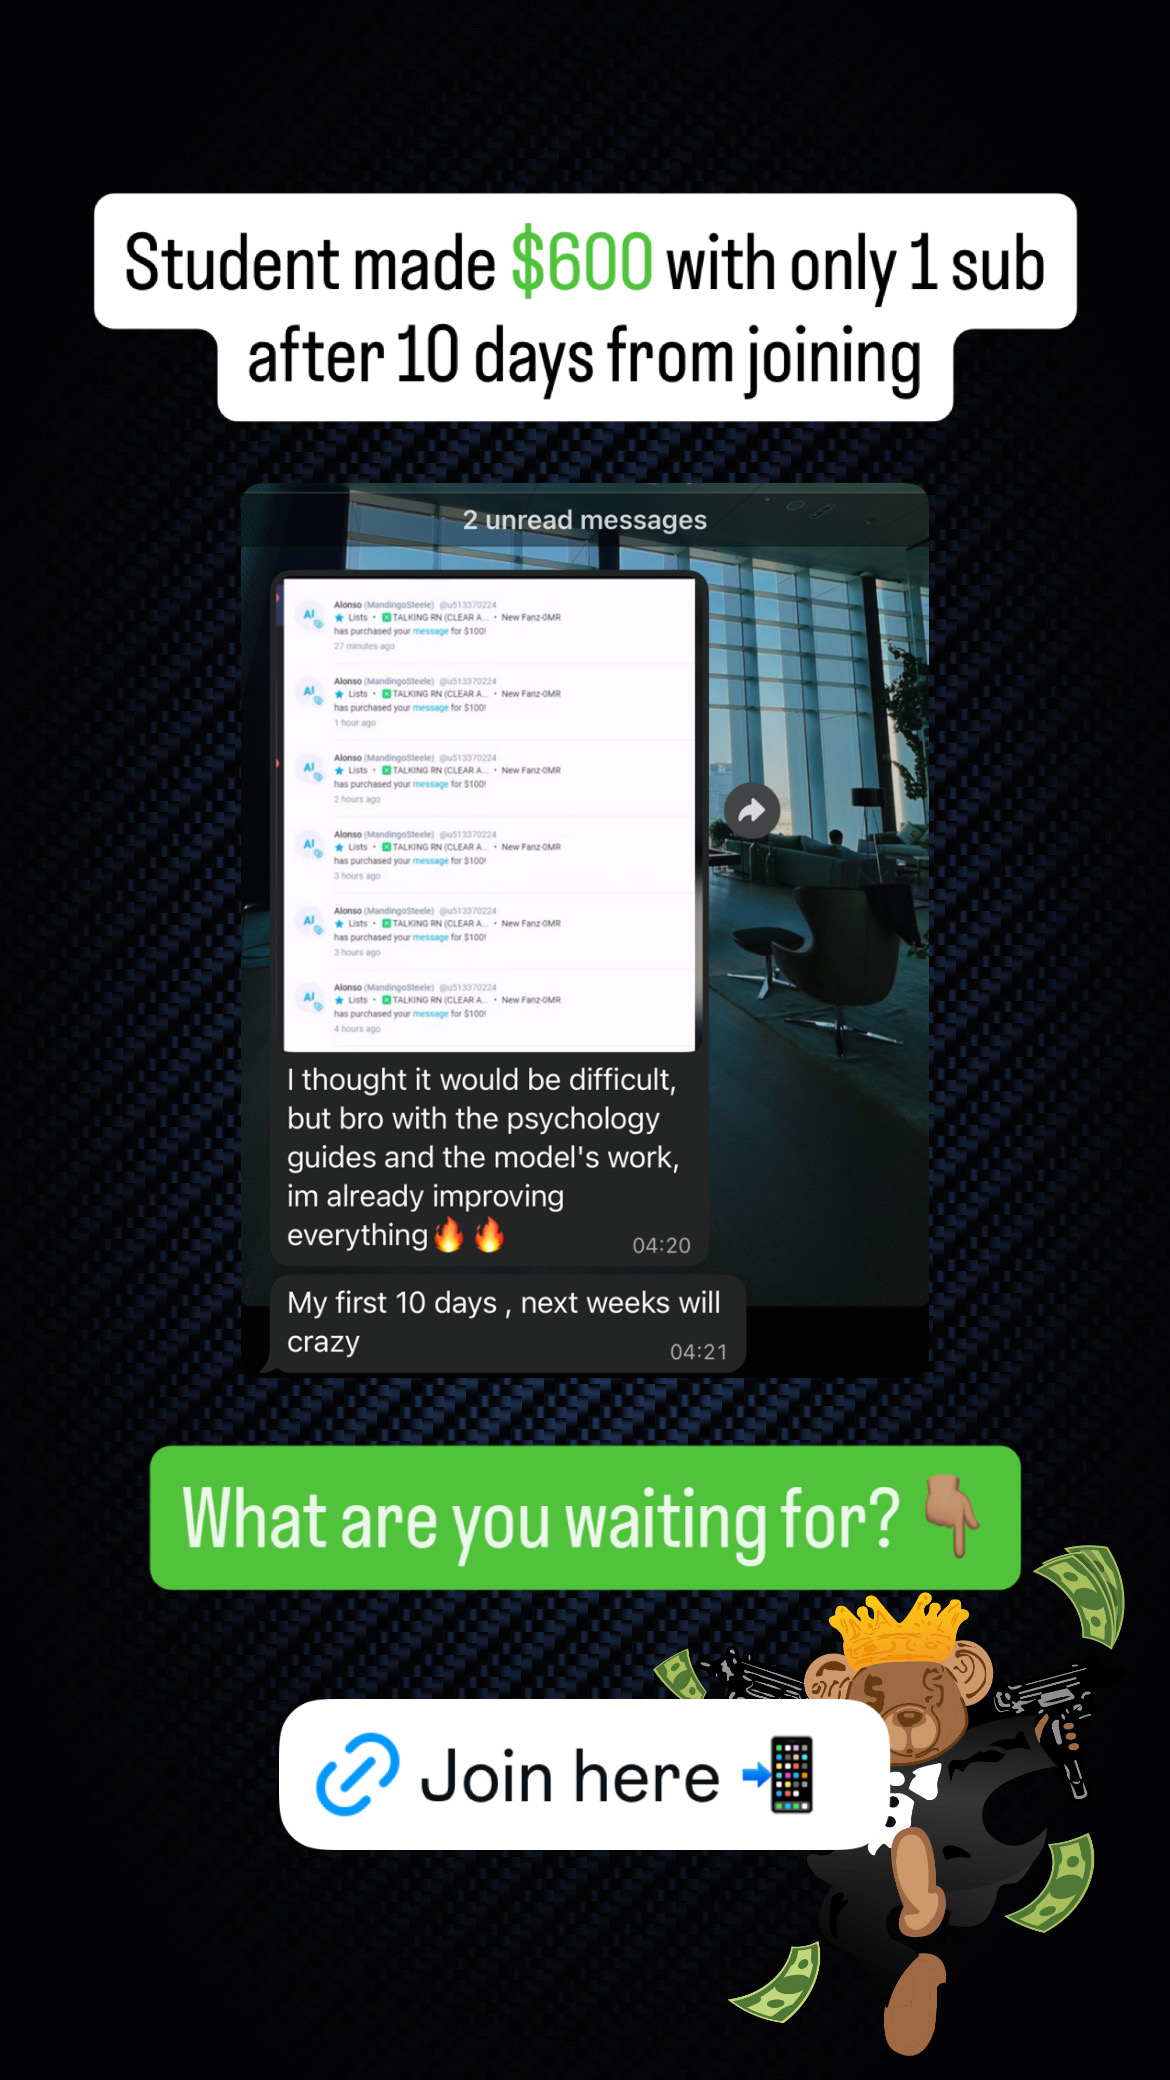 Student made $600 with only 1 sub
after 10 days from joining
2 unread messages
Alonso (MandingoSteele) @u513370224
★ Lists • TALKING RN (CLEAR A... • New Fanz-OMR
has purchased your message for $100!
27 minutes ago
Alonso (MandingoSteele) @u513370224
★ Lists • TALKING RN (CLEAR A... • New Fanz-OMR
has purchased your message for $100!
1 hour ago
Alonso (MandingoSteele) @u513370224
★ Lists • TALKING RN (CLEAR A... • New Fanz-OMR
has purchased your message for $100!
2 hours ago
Alonso (MandingoSteele) @u513370224
★ Lists • TALKING RN (CLEAR A... • New Fanz-OMR
has purchased your message for $100!
3 hours ago
Alonso (MandingoSteele) @u513370224
★ Lists • TALKING RN (CLEAR A... • New Fanz-OMR
has purchased your message for $100!
3 hours ago
Alonso (MandingoSteele) @u513370224
★ Lists • TALKING RN (CLEAR A... • New Fanz-OMR
has purchased your message for $100!
4 hours ago
I thought it would be difficult,
but bro with the psychology
guides and the model's work,
im already improving
everything🔥🔥 04:20
My first 10 days , next weeks will
crazy 04:21
What are you waiting for?👇🏽
Join here 📲